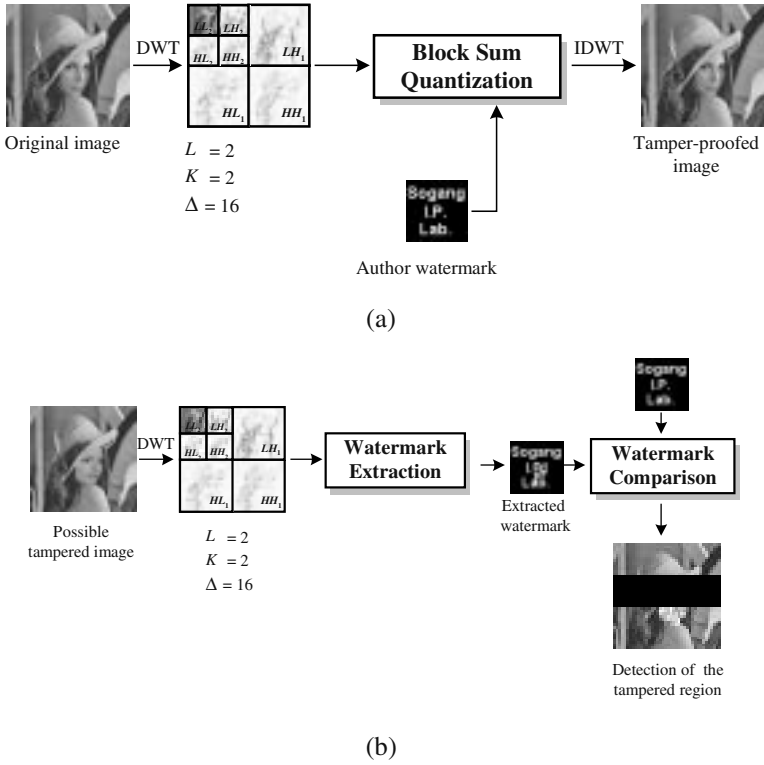 DWT
LL2
LH2
HL2
HH2
LH1
HL1
HH1
Block Sum
Quantization
IDWT
Original image
Tamper-proofed
image
L = 2
K = 2
Δ = 16
Sogang
I.P.
Lab.
Author watermark
(a)
Sogang
I.P.
Lab.
DWT
LL2
LH2
HL2
HH2
LH1
HL1
HH1
Watermark
Extraction
Sogang
Watermark
Comparison
Possible
tampered image
Extracted
watermark
L = 2
K = 2
Δ = 16
Detection of the
tampered region
(b)